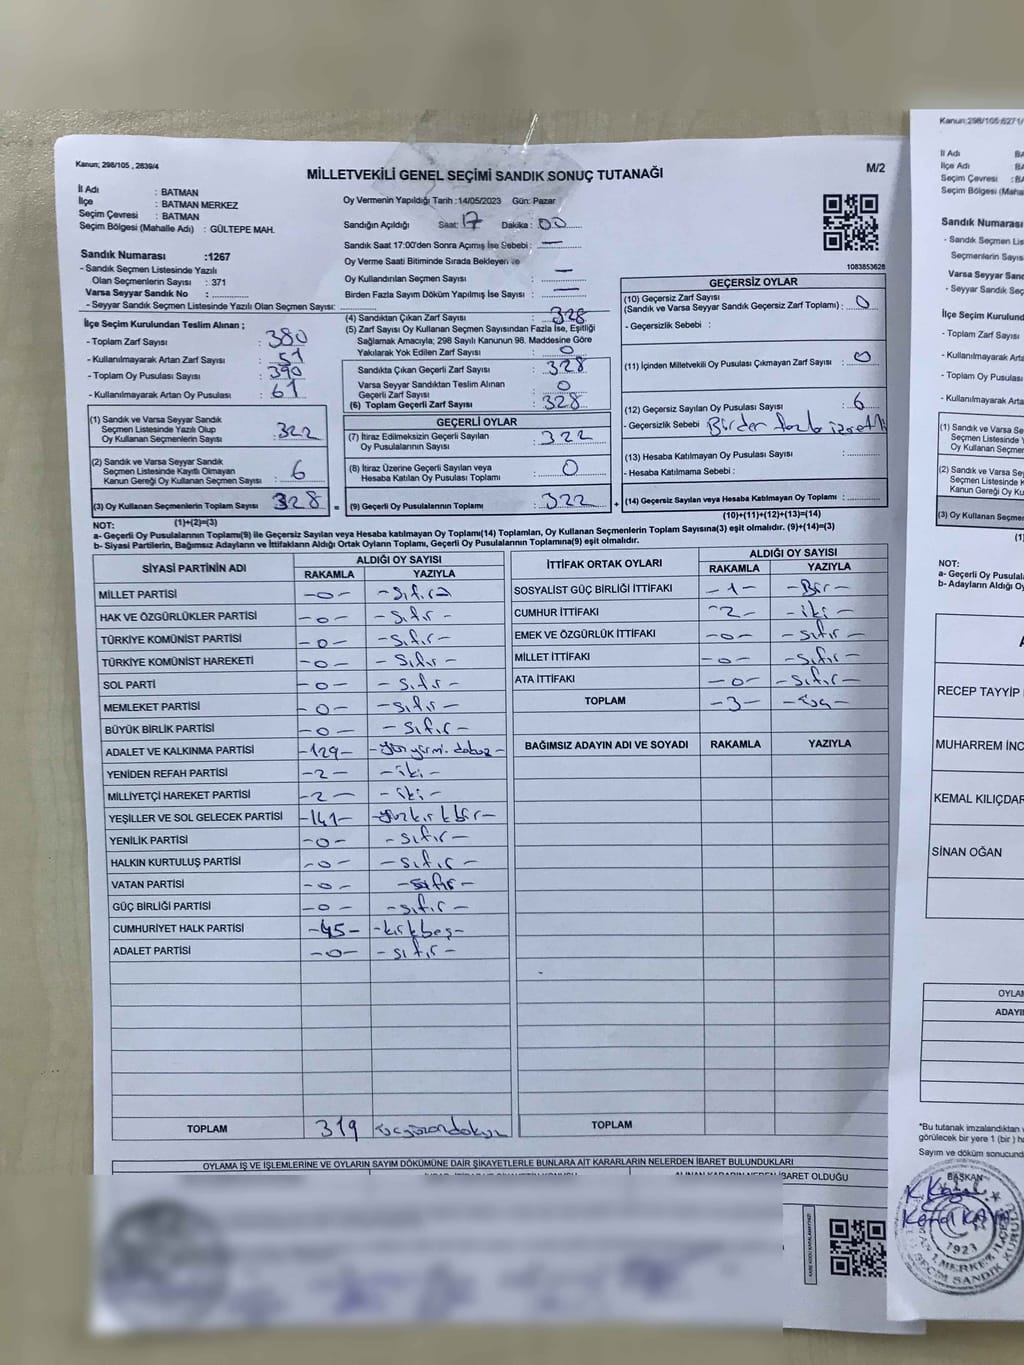 Kanun; 298/105 , 2839/4
MİLLETVEKİLİ GENEL SEÇİMİ SANDIK SONUÇ TUTANAĞI
M/2
İl Adı : BATMAN
İlçe : BATMAN MERKEZ
Seçim Çevresi : BATMAN
Seçim Bölgesi (Mahalle Adı) : GÜLTEPE MAH.
Sandık Numarası :1267
- Sandık Seçmen Listesinde Yazılı
Olan Seçmenlerin Sayısı : 371
Varsa Seyyar Sandık No :
- Seyyar Sandık Seçmen Listesinde Yazılı Olan Seçmen Sayısı:
Oy Vermenin Yapıldığı Tarih :14/05/2023 Gün: Pazar
Sandığın Açıldığı Saat: 17 Dakika : 00
Sandık Saat 17:00'den Sonra Açımış İse Sebebi : —
Oy Verme Saati Bitiminde Sırada Bekleyen ve
Oy Kullandırılan Seçmen Sayısı : —
Birden Fazla Sayım Döküm Yapılmış İse Sayısı : —
1083853628
İlçe Seçim Kurulundan Teslim Alınan ;
- Toplam Zarf Sayısı : 380
- Kullanılmayarak Artan Zarf Sayısı : 51
- Toplam Oy Pusulası Sayısı : 390
- Kullanılmayarak Artan Oy Pusulası : 61
(1) Sandık ve Varsa Seyyar Sandık
Seçmen Listesinde Yazılı Olup
Oy Kullanan Seçmenlerin Sayısı : 322
(2) Sandık ve Varsa Seyyar Sandık
Seçmen Listesinde Kayıtlı Olmayan
Kanun Gereği Oy Kullanan Seçmen Sayısı : 6
(3) Oy Kullanan Seçmenlerin Toplam Sayısı : 328
(1)+(2)=(3)
(4) Sandıktan Çıkan Zarf Sayısı : 328
(5) Zarf Sayısı Oy Kullanan Seçmen Sayısından Fazla İse, Eşitliği
Sağlamak Amacıyla; 298 Sayılı Kanunun 98. Maddesine Göre
Yakılarak Yok Edilen Zarf Sayısı : 0
Sandıkta Çıkan Geçerli Zarf Sayısı : 328
Varsa Seyyar Sandıktan Teslim Alınan
Geçerli Zarf Sayısı : 0
(6) Toplam Geçerli Zarf Sayısı : 328
GEÇERLİ OYLAR
(7) İtiraz Edilmeksizin Geçerli Sayılan
Oy Pusulasının Sayısı : 322
(8) İtiraz Üzerine Geçerli Sayılan veya
Hesaba Katılan Oy Pusulası Toplamı : 0
= (9) Geçerli Oy Pusulalarının Toplamı : 322
GEÇERSİZ OYLAR
(10) Geçersiz Zarf Sayısı
(Sandık ve Varsa Seyyar Sandık Geçersiz Zarf Toplamı) : 0
- Geçersizlik Sebebi :
(11) İçinden Milletvekili Oy Pusulası Çıkmayan Zarf Sayısı : 0
(12) Geçersiz Sayılan Oy Pusulası Sayısı : 6
- Geçersizlik Sebebi
(13) Hesaba Katılmayan Oy Pusulası Sayısı :
- Hesaba Katılmama Sebebi :
+ (14) Geçersiz Sayılan veya Hesaba Katılmayan Oy Toplamı :
(10)+(11)+(12)+(13)=(14)
NOT:
a- Geçerli Oy Pusulalarının Toplamı(9) ile Geçersiz Sayılan veya Hesaba Katılmayan Oy Toplamı(14) Toplamları, Oy Kullanan Seçmenlerin Toplam Sayısına(3) eşit olmalıdır. (9)+(14)=(3)
b- Siyasi Partilerin, Bağımsız Adayların ve İttifakların Aldığı Ortak Oyların Toplamı, Geçerli Oy Pusulalarının Toplamına(9) eşit olmalıdır.
SİYASİ PARTİNİN ADI
ALDIĞI OY SAYISI
RAKAMLA YAZIYLA
MİLLET PARTİSİ -0- -sıfır-
HAK VE ÖZGÜRLÜKLER PARTİSİ -0- -sıfır-
TÜRKİYE KOMÜNİST PARTİSİ -0- -sıfır-
TÜRKİYE KOMÜNİST HAREKETİ -0- -sıfır-
SOL PARTİ -0- -sıfır-
MEMLEKET PARTİSİ -0- -sıfır-
BÜYÜK BİRLİK PARTİSİ -0- -sıfır-
ADALET VE KALKINMA PARTİSİ -129- -yüzyirmi dokuz-
YENİDEN REFAH PARTİSİ -2- -iki-
MİLLİYETÇİ HAREKET PARTİSİ -2- -iki-
YEŞİLLER VE SOL GELECEK PARTİSİ -141- -yüzkırkbir-
YENİLİK PARTİSİ -0- -sıfır-
HALKIN KURTULUŞ PARTİSİ -0- -sıfır-
VATAN PARTİSİ -0- -sıfır-
GÜÇ BİRLİĞİ PARTİSİ -0- -sıfır-
CUMHURİYET HALK PARTİSİ -45- -kırkbeş-
ADALET PARTİSİ -0- -sıfır-
TOPLAM 319 üçyüzondokuz
İTTİFAK ORTAK OYLARI
ALDIĞI OY SAYISI
RAKAMLA YAZIYLA
SOSYALİST GÜÇ BİRLİĞİ İTTİFAKI -1- -Bir-
CUMHUR İTTİFAKI -2- -iki-
EMEK VE ÖZGÜRLÜK İTTİFAKI -0- -sıfır-
MİLLET İTTİFAKI -0- -sıfır-
ATA İTTİFAKI -0- -sıfır-
TOPLAM -3- -üç-
BAĞIMSIZ ADAYIN ADI VE SOYADI RAKAMLA YAZIYLA
TOPLAM
OYLAMA İŞ VE İŞLEMLERİNE VE OYLARIN SAYIM DÖKÜMÜNE DAİR ŞİKAYETLERLE BUNLARA AİT KARARLARIN NELERDEN İBARET BULUNDUKLARI
İBARET OLDUĞU
Kanun;298/105;6271/
İl Adı BA
İlçe Adı BA
Seçim Çevresi :BA
Seçim Bölgesi (Mah
Sandık Numarası
- Sandık Seçmen Lis
Seçmenlerin Sayıs
Varsa Seyyar Sandı
- Seyyar Sandık Seç
İlçe Seçim Kurulund
- Toplam Zarf Sayısı
- Kullanılmayarak Arta
- Toplam Oy Pusulası
- Kullanılmayarak Arta
(1) Sandık ve Varsa Sey
Seçmen Listesinde Y
Oy Kullanan Seçmenl
(2) Sandık ve Varsa Sey
Seçmen Listesinde K
Kanun Gereği Oy Ku
(3) Oy Kullanan Seçmen
(1)
NOT:
a- Geçerli Oy Pusulal
b- Adayların Aldığı Oy
A
RECEP TAYYİP
MUHARREM İNC
KEMAL KILIÇDAR
SİNAN OĞAN
OYLAM
ADAYI
*Bu tutanak imzalandıktan
görülecek bir yere 1 (bir ) ha
Sayım ve döküm sonucund
BAŞKAN
1923